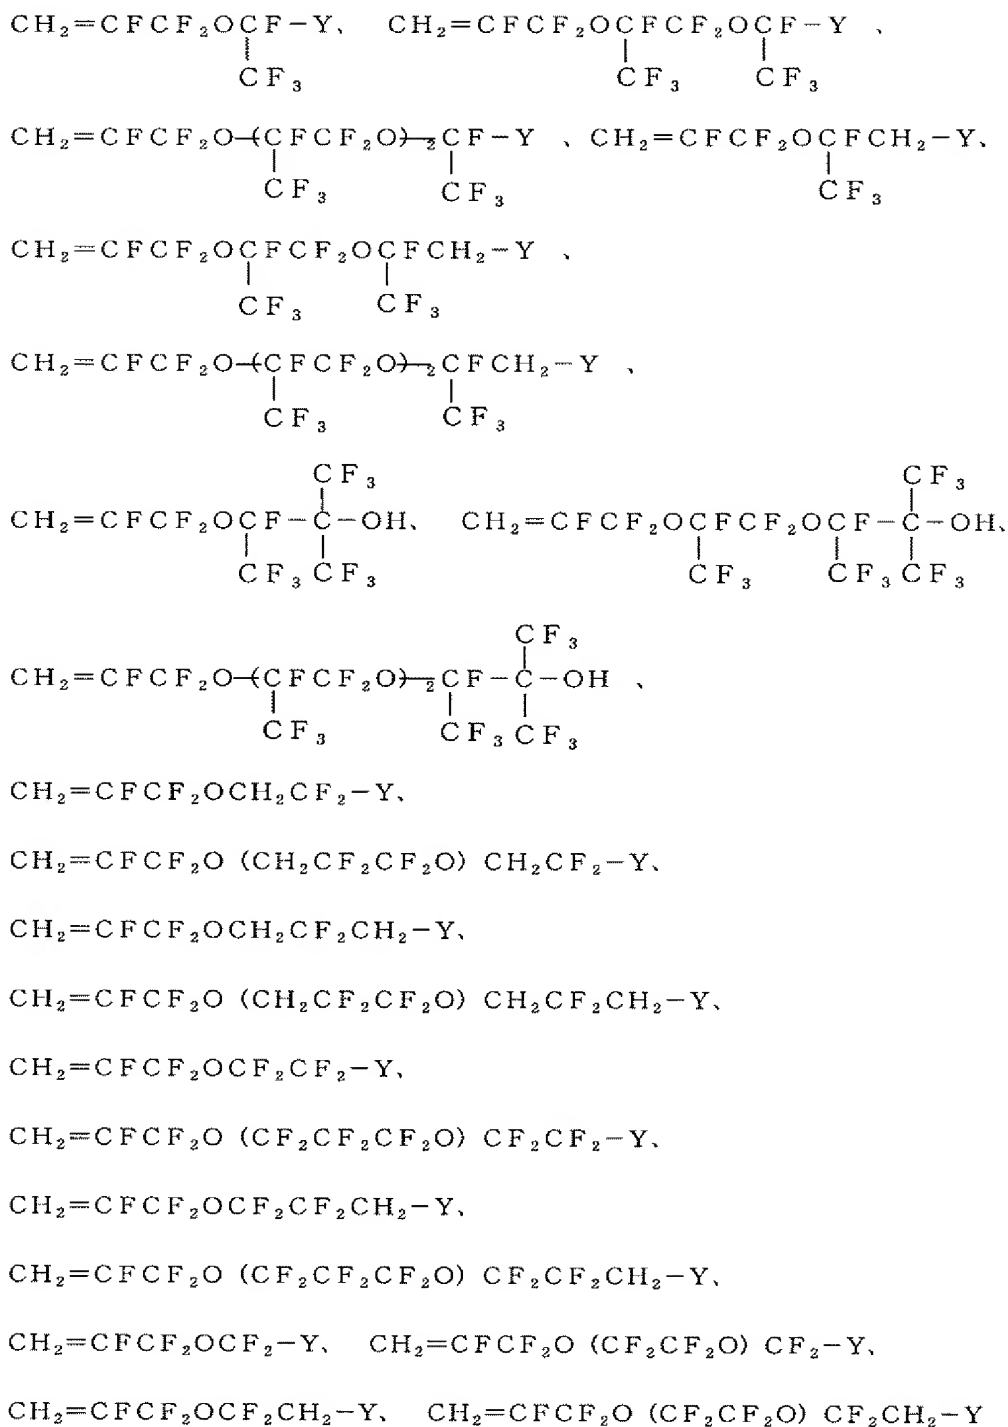 CH₂=CFCF₂OCF-Y、 CH₂=CFCF₂OCFCF₂OCF-Y 、
CF₃ CF₃ CF₃
CH₂=CFCF₂O-(CFCF₂O)-₂CF-Y 、CH₂=CFCF₂OCFCH₂-Y、
CF₃ CF₃ CF₃
CH₂=CFCF₂OCFCF₂OCFCH₂-Y 、
CF₃ CF₃
CH₂=CFCF₂O-(CFCF₂O)-₂CFCH₂-Y 、
CF₃ CF₃
CF₃ CF₃
CH₂=CFCF₂OCF-C-OH、 CH₂=CFCF₂OCFCF₂OCF-C-OH、
CF₃ CF₃ CF₃ CF₃ CF₃
CF₃
CH₂=CFCF₂O-(CFCF₂O)-₂CF-C-OH 、
CF₃ CF₃ CF₃
CH₂=CFCF₂OCH₂CF₂-Y、
CH₂=CFCF₂O (CH₂CF₂CF₂O) CH₂CF₂-Y、
CH₂=CFCF₂OCH₂CF₂CH₂-Y、
CH₂=CFCF₂O (CH₂CF₂CF₂O) CH₂CF₂CH₂-Y、
CH₂=CFCF₂OCF₂CF₂-Y、
CH₂=CFCF₂O (CF₂CF₂CF₂O) CF₂CF₂-Y、
CH₂=CFCF₂OCF₂CF₂CH₂-Y、
CH₂=CFCF₂O (CF₂CF₂CF₂O) CF₂CF₂CH₂-Y、
CH₂=CFCF₂OCF₂-Y、 CH₂=CFCF₂O (CF₂CF₂O) CF₂-Y、
CH₂=CFCF₂OCF₂CH₂-Y、 CH₂=CFCF₂O (CF₂CF₂O) CF₂CH₂-Y